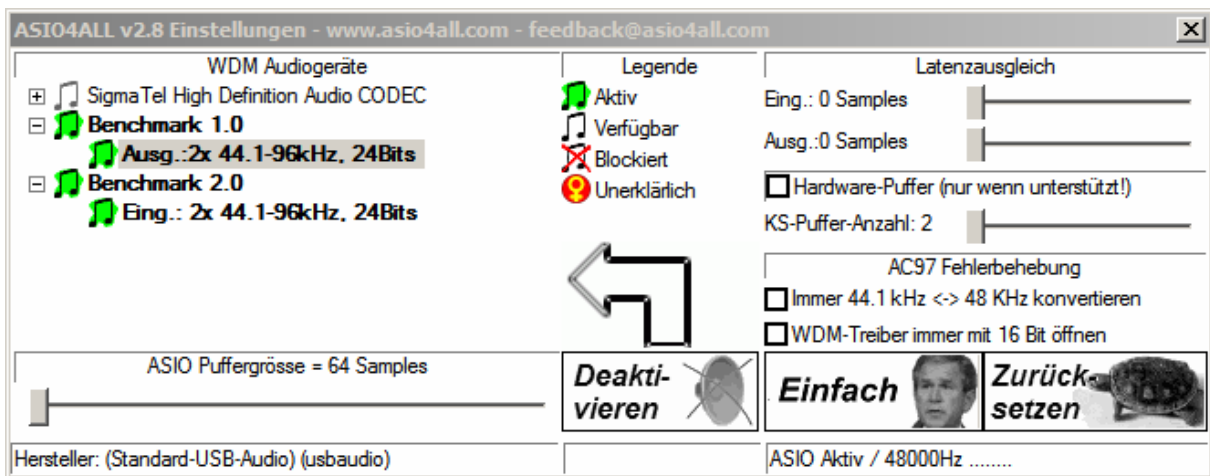 ASIO4ALL v2.8 Einstellungen - www.asio4all.com - feedback@asio4all.com
WDM Audiogeräte
SigmaTel High Definition Audio CODEC
Benchmark 1.0
Ausg.:2x 44.1-96kHz, 24Bits
Benchmark 2.0
Eing.: 2x 44.1-96kHz, 24Bits
Legende
Aktiv
Verfügbar
Blockiert
Unerklärlich
Latenzausgleich
Eing.: 0 Samples
Ausg.:0 Samples
Hardware-Puffer (nur wenn unterstützt!)
KS-Puffer-Anzahl: 2
AC97 Fehlerbehebung
Immer 44.1 kHz <-> 48 KHz konvertieren
WDM-Treiber immer mit 16 Bit öffnen
ASIO Puffergrösse = 64 Samples
Deakti-
vieren
Einfach
Zurück-
setzen
Hersteller: (Standard-USB-Audio) (usbaudio)
ASIO Aktiv / 48000Hz ........